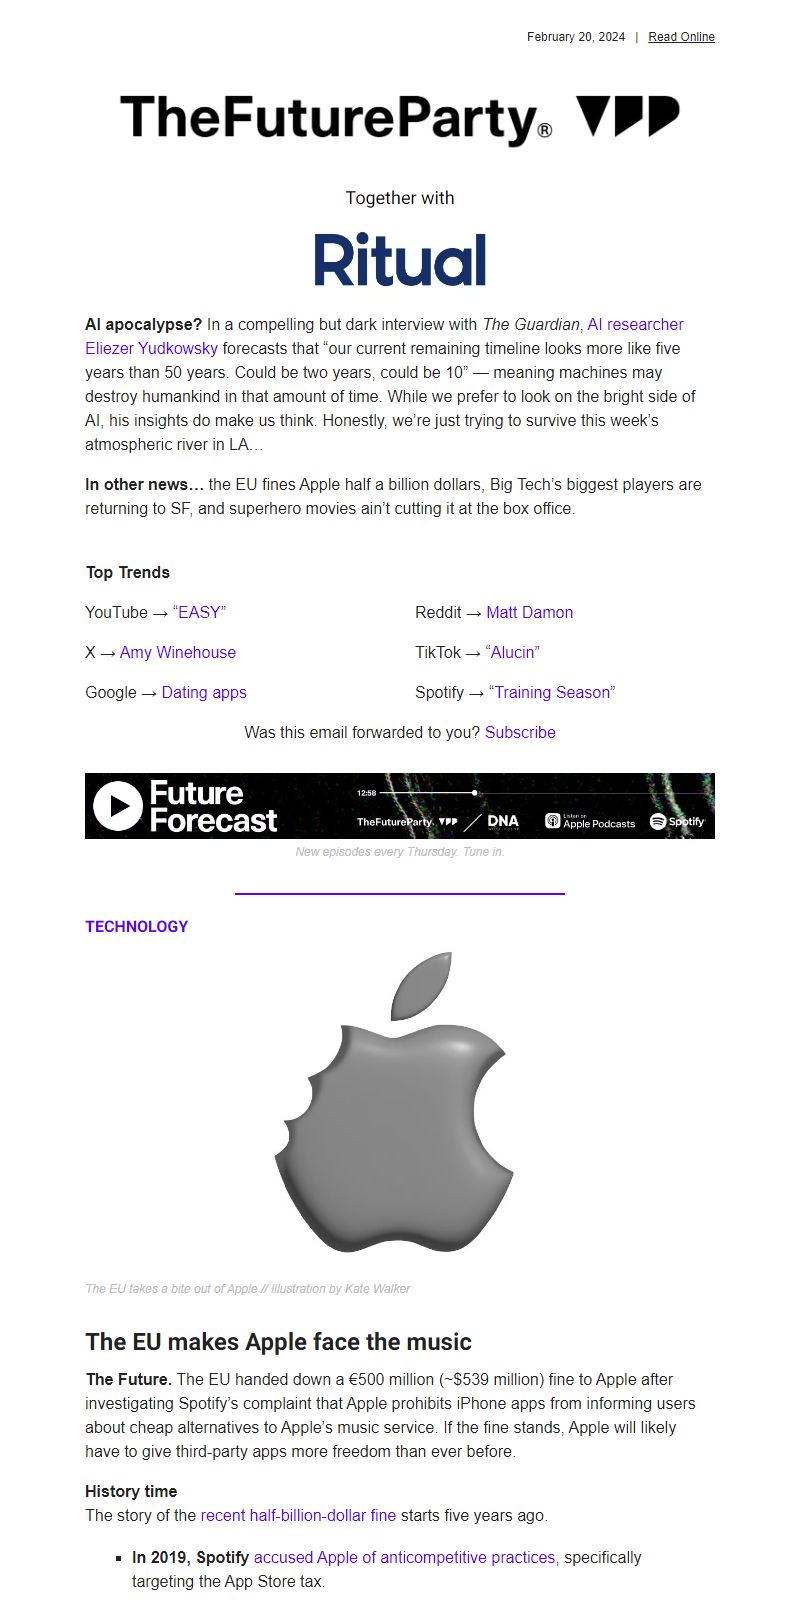 February 20, 2024 | Read Online
TheFutureParty®
Together with
Ritual
AI apocalypse? In a compelling but dark interview with The Guardian, AI researcher
Eliezer Yudkowsky forecasts that “our current remaining timeline looks more like five
years than 50 years. Could be two years, could be 10” — meaning machines may
destroy humankind in that amount of time. While we prefer to look on the bright side of
AI, his insights do make us think. Honestly, we’re just trying to survive this week’s
atmospheric river in LA…
In other news… the EU fines Apple half a billion dollars, Big Tech’s biggest players are
returning to SF, and superhero movies ain’t cutting it at the box office.
Top Trends
YouTube → “EASY”
Reddit → Matt Damon
X → Amy Winehouse
TikTok → “Alucin”
Google → Dating apps
Spotify → “Training Season”
Was this email forwarded to you? Subscribe
Future
Forecast
12:58
TheFutureParty.
DNA
Listen on
Apple Podcasts
Spotify
New episodes every Thursday. Tune in.
TECHNOLOGY
The EU takes a bite out of Apple // Illustration by Kate Walker
The EU makes Apple face the music
The Future. The EU handed down a €500 million (~$539 million) fine to Apple after
investigating Spotify’s complaint that Apple prohibits iPhone apps from informing users
about cheap alternatives to Apple’s music service. If the fine stands, Apple will likely
have to give third-party apps more freedom than ever before.
History time
The story of the recent half-billion-dollar fine starts five years ago.
▪ In 2019, Spotify accused Apple of anticompetitive practices, specifically
targeting the App Store tax.